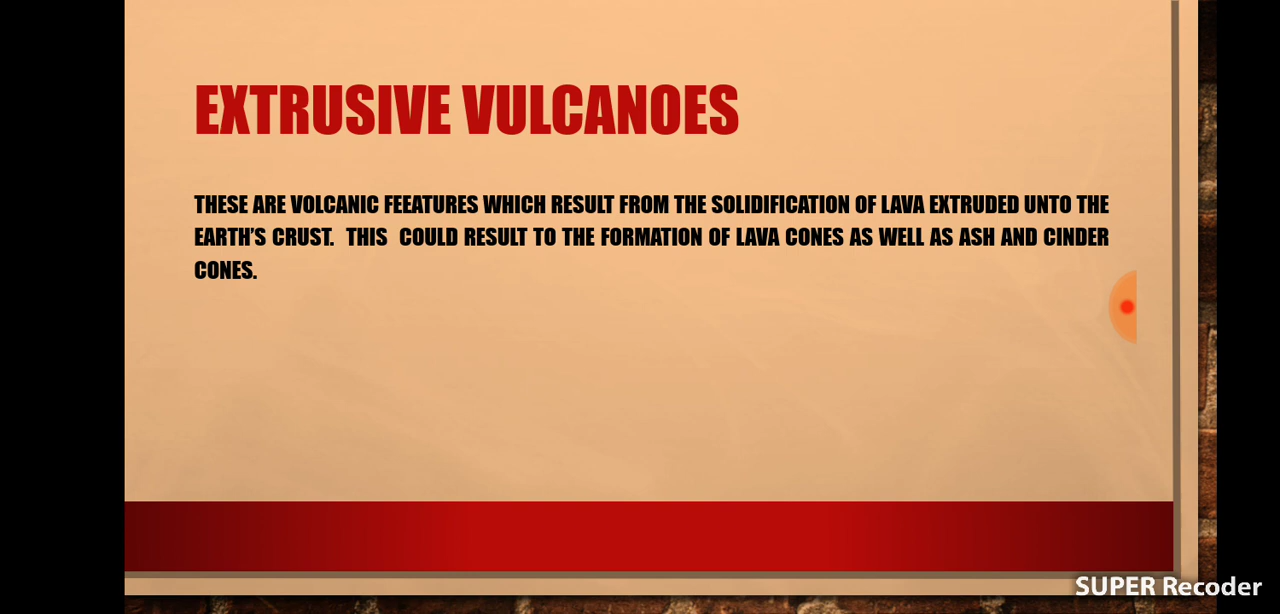 EXTRUSIVE VULCANOES
THESE ARE VOLCANIC FEEATURES WHICH RESULT FROM THE SOLIDIFICATION OF LAVA EXTRUDED UNTO THE
EARTH'S CRUST. THIS COULD RESULT TO THE FORMATION OF LAVA CONES AS WELL AS ASH AND CINDER
CONES.
SUPER Recoder